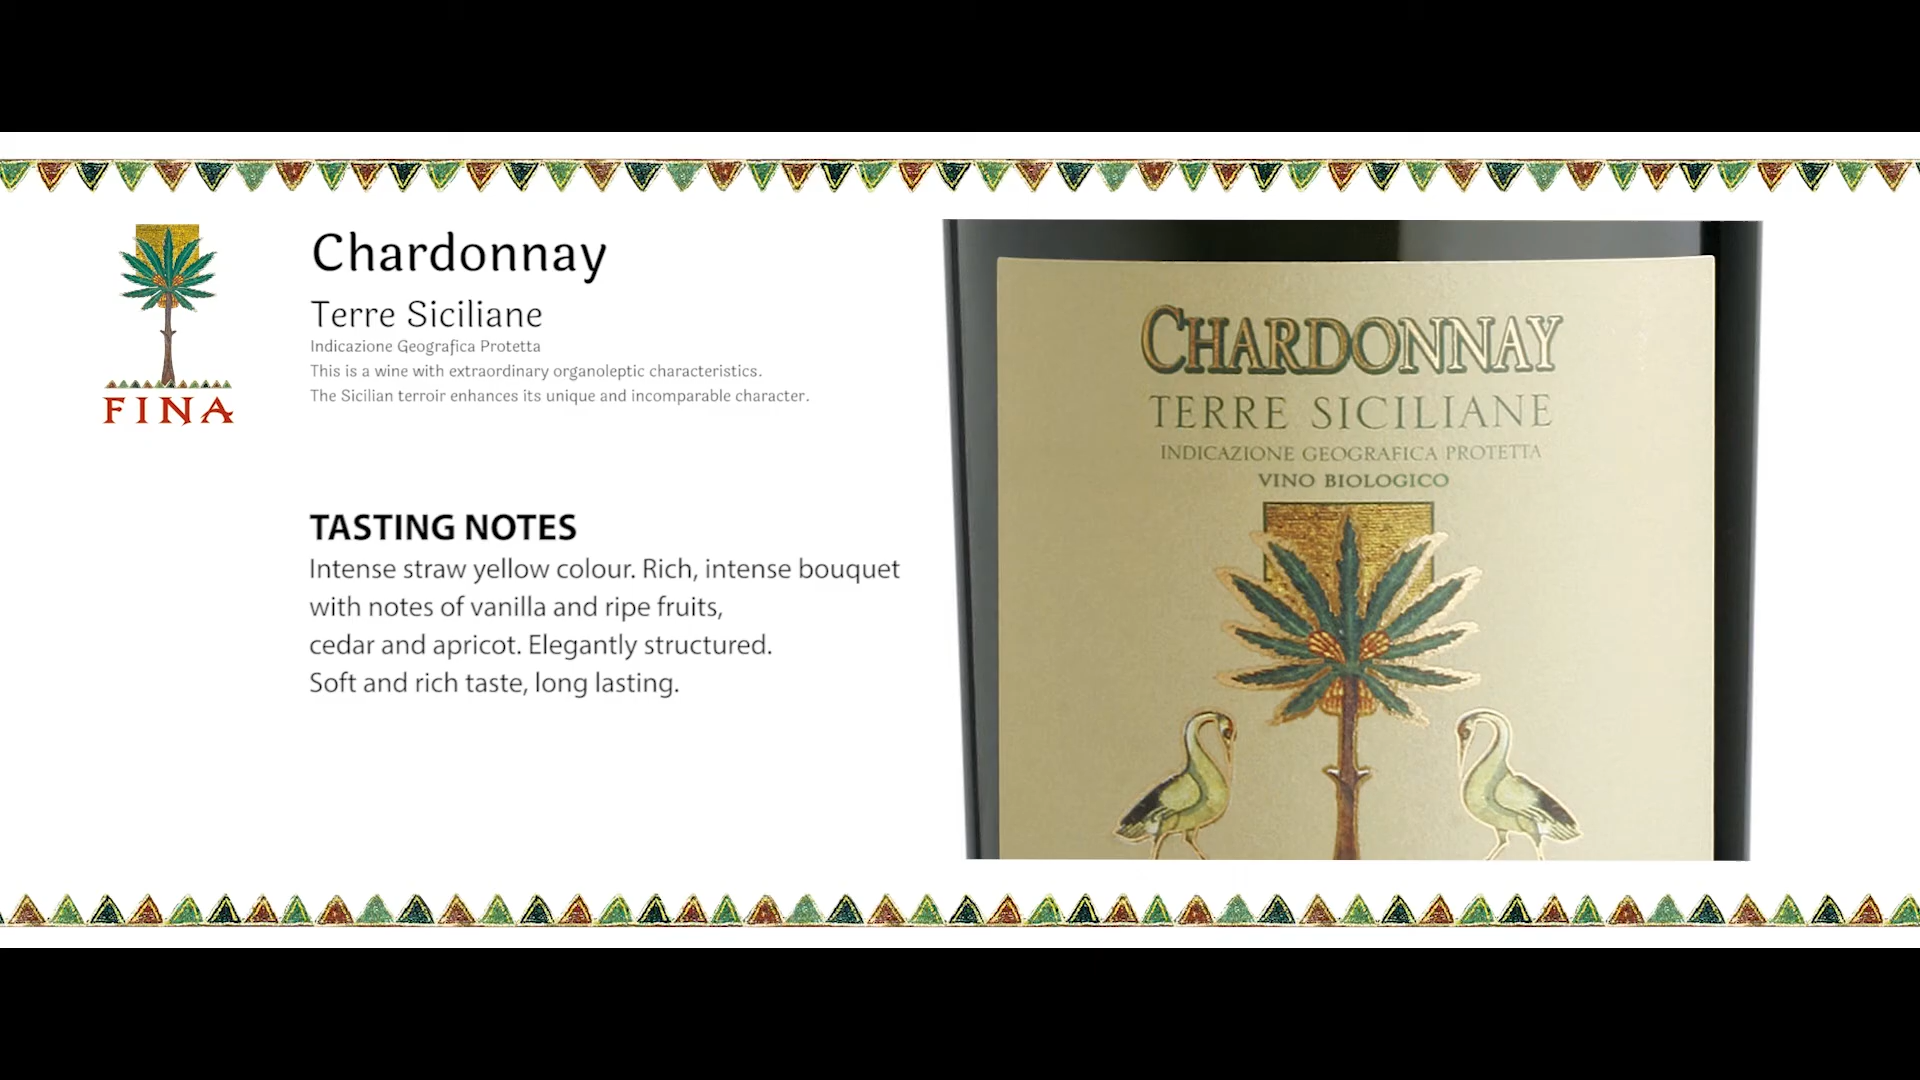 FINA
Chardonnay
Terre Siciliane
Indicazione Geografica Protetta
This is a wine with extraordinary organoleptic characteristics.
The Sicilian terroir enhances its unique and incomparable character.
TASTING NOTES
Intense straw yellow colour. Rich, intense bouquet
with notes of vanilla and ripe fruits,
cedar and apricot. Elegantly structured.
Soft and rich taste, long lasting.
CHARDONNAY
TERRE SICILIANE
INDICAZIONE GEOGRAFICA PROTETTA
VINO BIOLOGICO